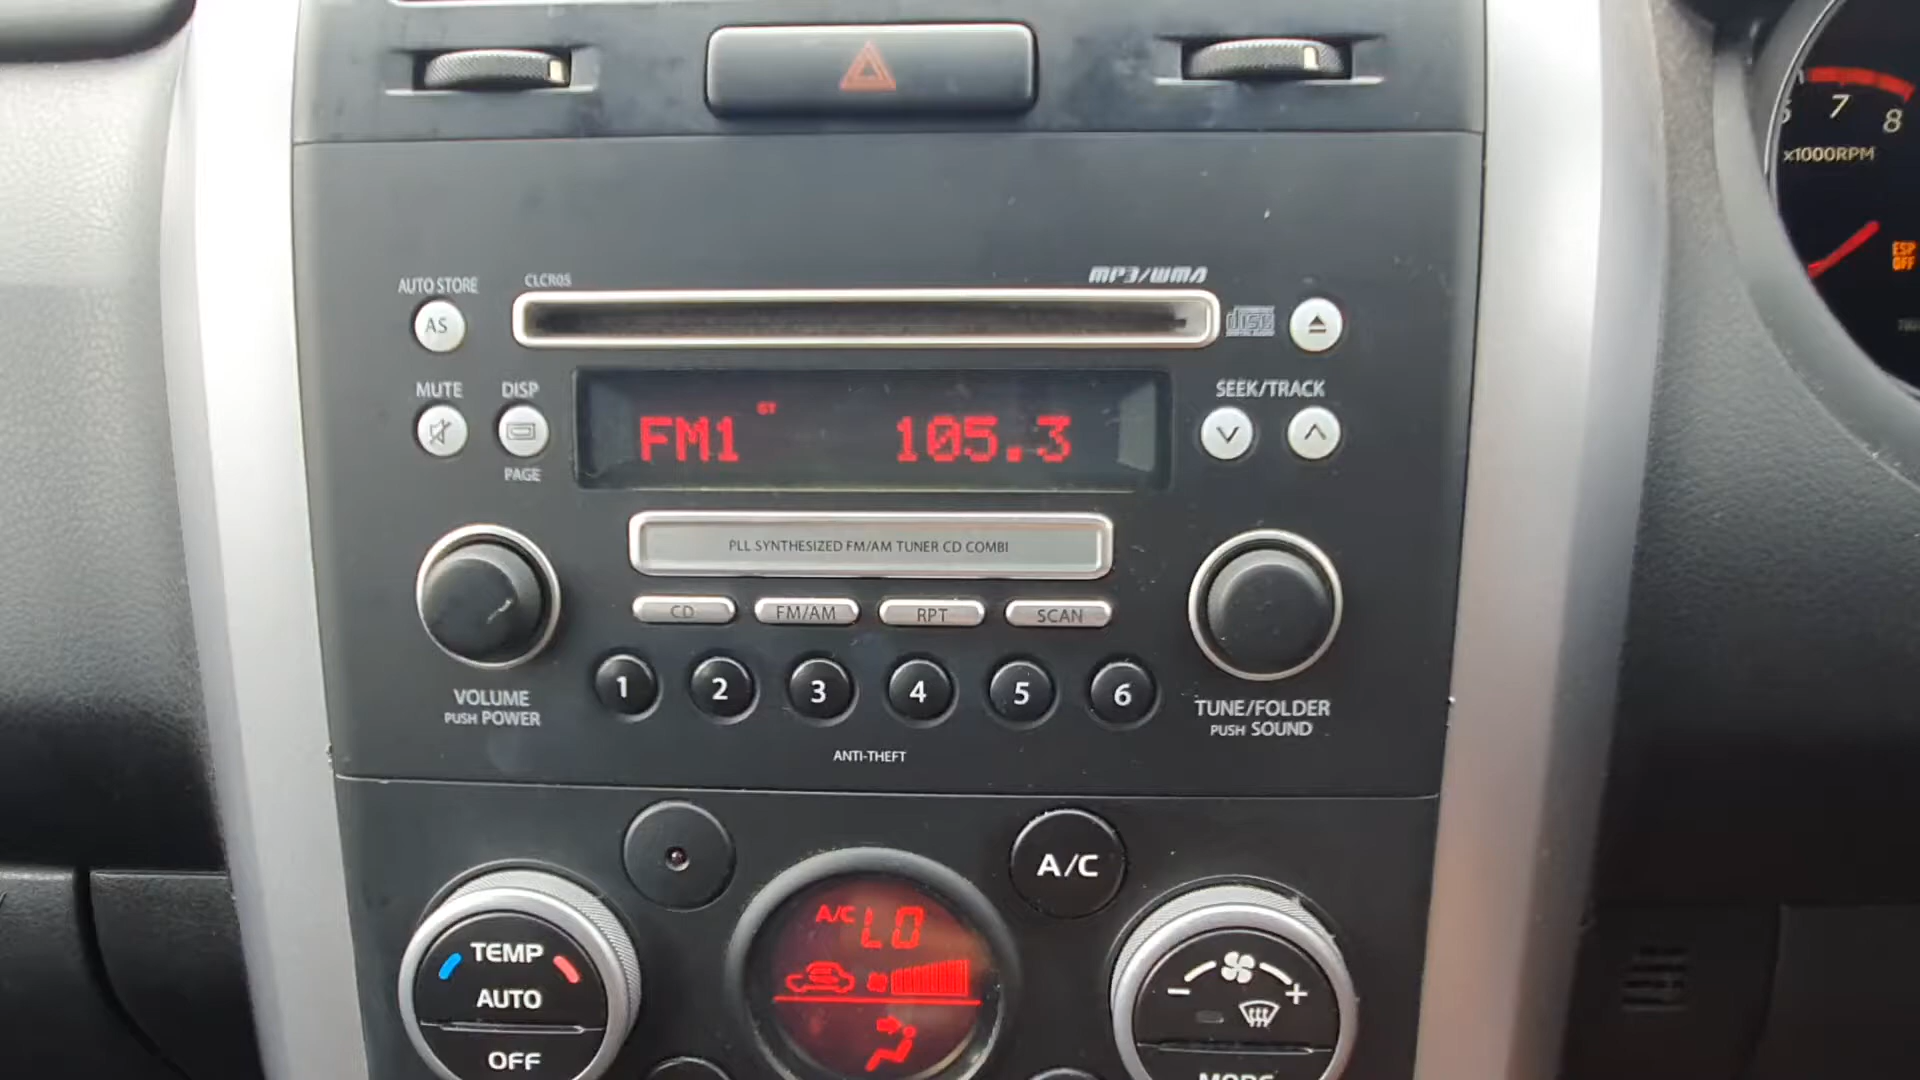 7
8
x1000RPM
ESP
OFF
AUTO STORE
CLCR05
MP3/WMA
AS
disc
MUTE
DISP
SEEK/TRACK
FM1 ST 105.3
PAGE
PLL SYNTHESIZED FM/AM TUNER CD COMBI
CD
FM/AM
RPT
SCAN
1
2
3
4
5
6
VOLUME
PUSH POWER
TUNE/FOLDER
PUSH SOUND
ANTI-THEFT
A/C
A/C LO
TEMP
AUTO
OFF
- +
MODE